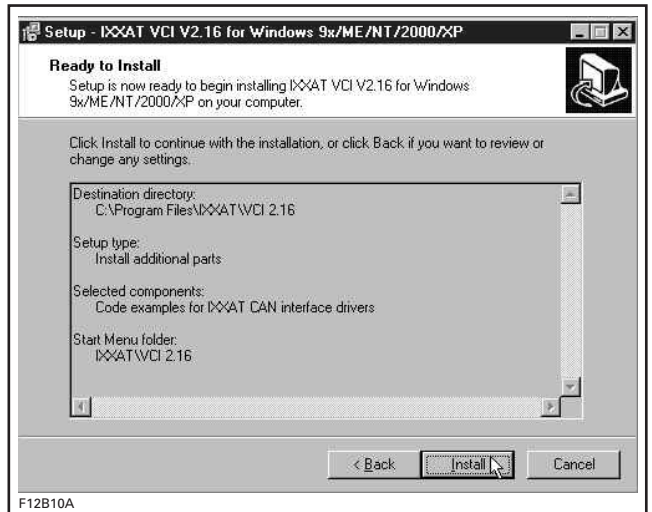 Setup - IXXAT VCI V2.16 for Windows 9x/ME/NT/2000/XP
Ready to Install
Setup is now ready to begin installing IXXAT VCI V2.16 for Windows
9x/ME/NT/2000/XP on your computer.
Click Install to continue with the installation, or click Back if you want to review or
change any settings.
Destination directory:
C:\Program Files\IXXAT\VCI 2.16
Setup type:
Install additional parts
Selected components:
Code examples for IXXAT CAN interface drivers
Start Menu folder:
IXXAT\VCI 2.16
< Back
Install
Cancel
F12B10A